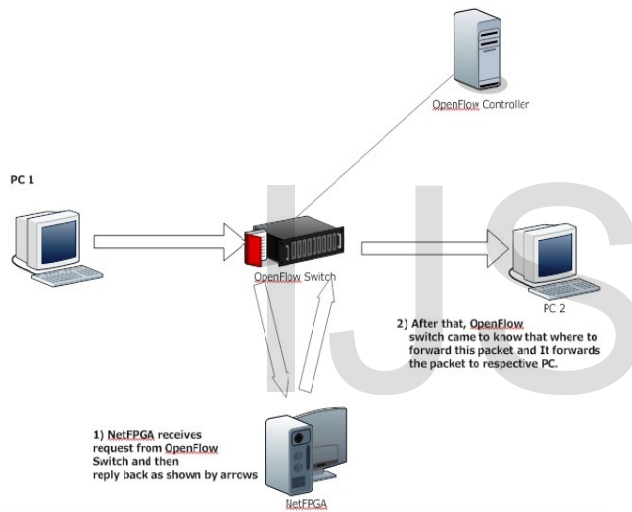 OpenFlow Controller
PC 1
OpenFlow Switch
PC 2
2) After that, OpenFlow
switch came to know that where to
forward this packet and It forwards
the packet to respective PC.
1) NetFPGA receives
request from OpenFlow
Switch and then
reply back as shown by arrows
NetFPGA
IJS